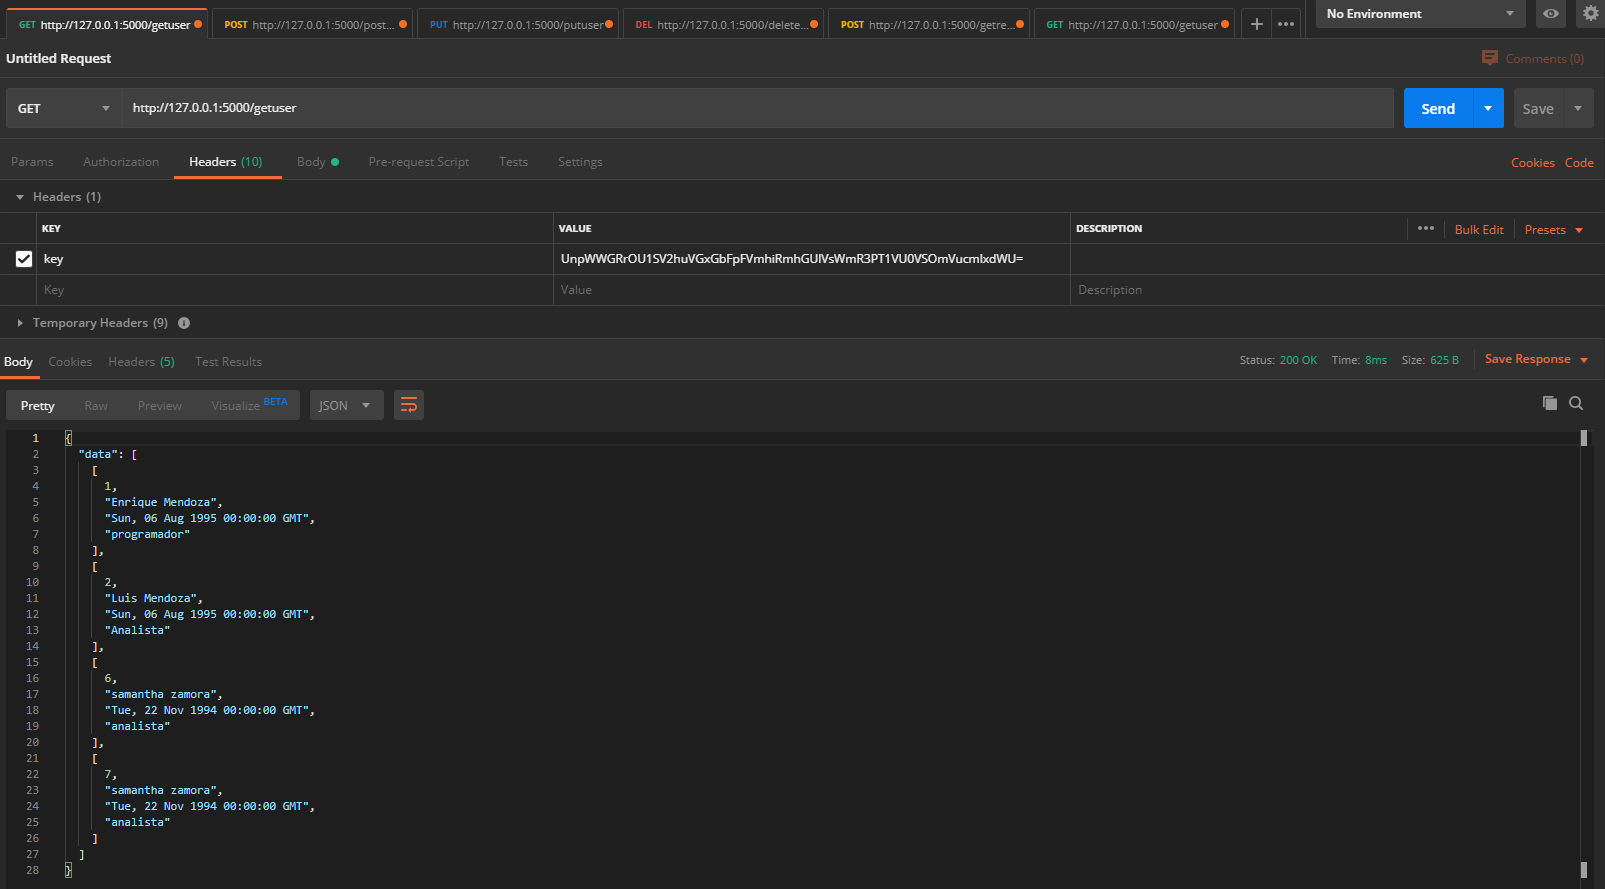 GET http://127.0.0.1:5000/getuser
POST http://127.0.0.1:5000/post...
PUT http://127.0.0.1:5000/putuser
DEL http://127.0.0.1:5000/delete...
POST http://127.0.0.1:5000/getre...
GET http://127.0.0.1:5000/getuser
No Environment
Untitled Request
Comments (0)
GET
http://127.0.0.1:5000/getuser
Send
Save
Params Authorization Headers (10) Body Pre-request Script Tests Settings
Cookies Code
Headers (1)
KEY VALUE DESCRIPTION
Bulk Edit Presets
key UnpWWGRrOU1SV2huVGxGbFpFVmhiRmhGUlVsWmR3PT1VU0VSOmVucmlxdWU=
Key Value Description
Temporary Headers (9)
Body Cookies Headers (5) Test Results
Status: 200 OK Time: 8ms Size: 625 B Save Response
Pretty Raw Preview Visualize BETA JSON
1 {
2 "data": [
3 [
4 1,
5 "Enrique Mendoza",
6 "Sun, 06 Aug 1995 00:00:00 GMT",
7 "programador"
8 ],
9 [
10 2,
11 "Luis Mendoza",
12 "Sun, 06 Aug 1995 00:00:00 GMT",
13 "Analista"
14 ],
15 [
16 6,
17 "samantha zamora",
18 "Tue, 22 Nov 1994 00:00:00 GMT",
19 "analista"
20 ],
21 [
22 7,
23 "samantha zamora",
24 "Tue, 22 Nov 1994 00:00:00 GMT",
25 "analista"
26 ]
27 ]
28 }